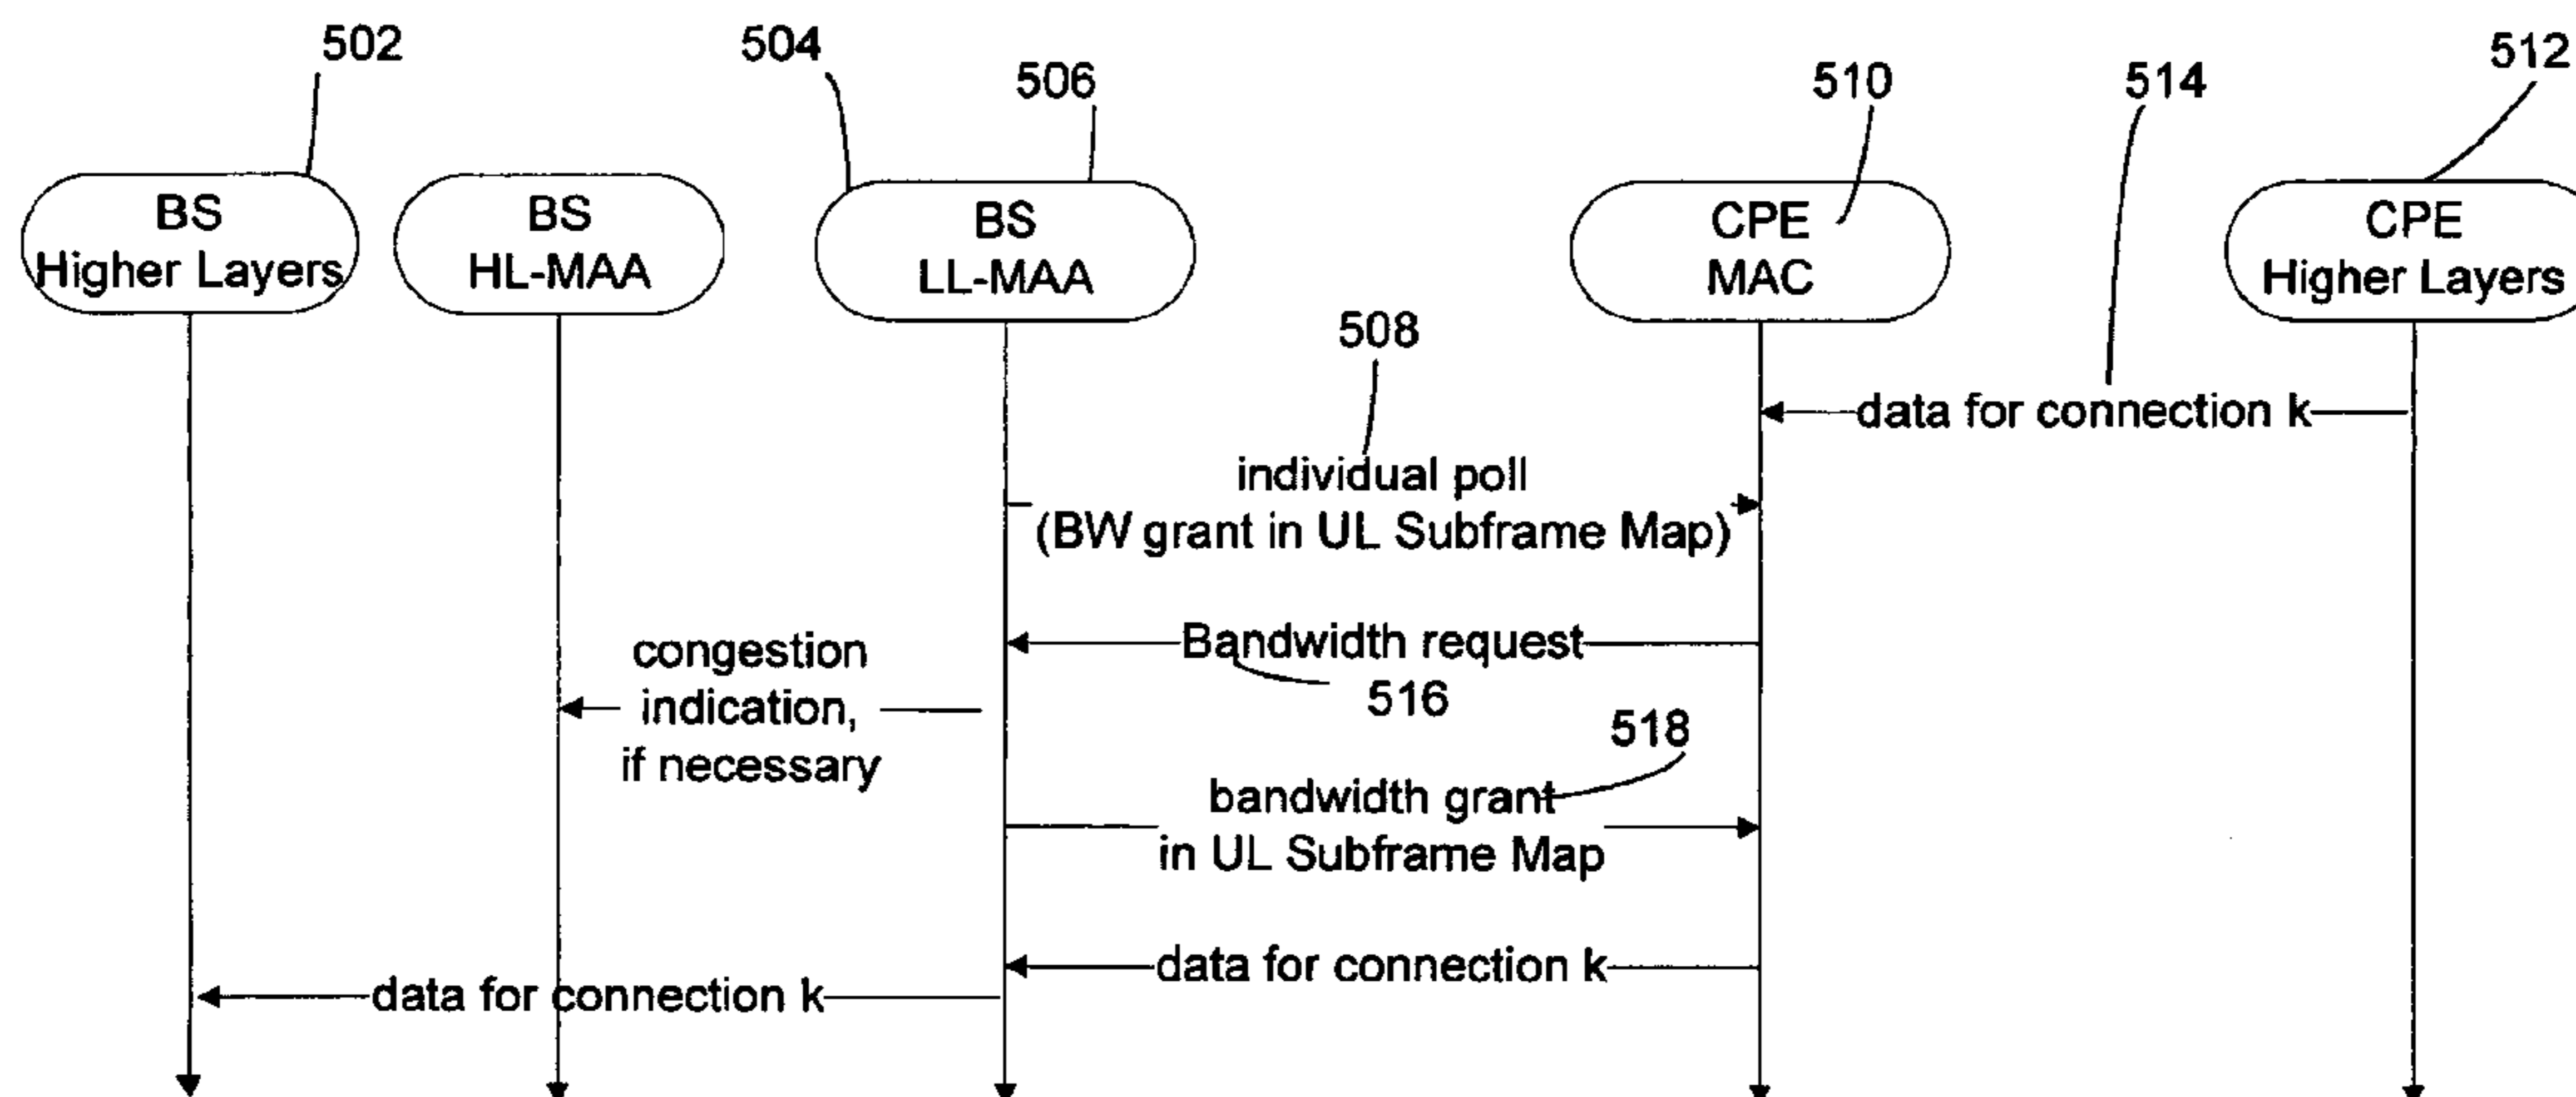 502
504
506
510
514
512
BS
Higher Layers
BS
HL-MAA
BS
LL-MAA
CPE
MAC
CPE
Higher Layers
508
data for connection k
individual poll
(BW grant in UL Subframe Map)
Bandwidth request
516
congestion
indication,
if necessary
518
bandwidth grant
in UL Subframe Map
data for connection k
data for connection k